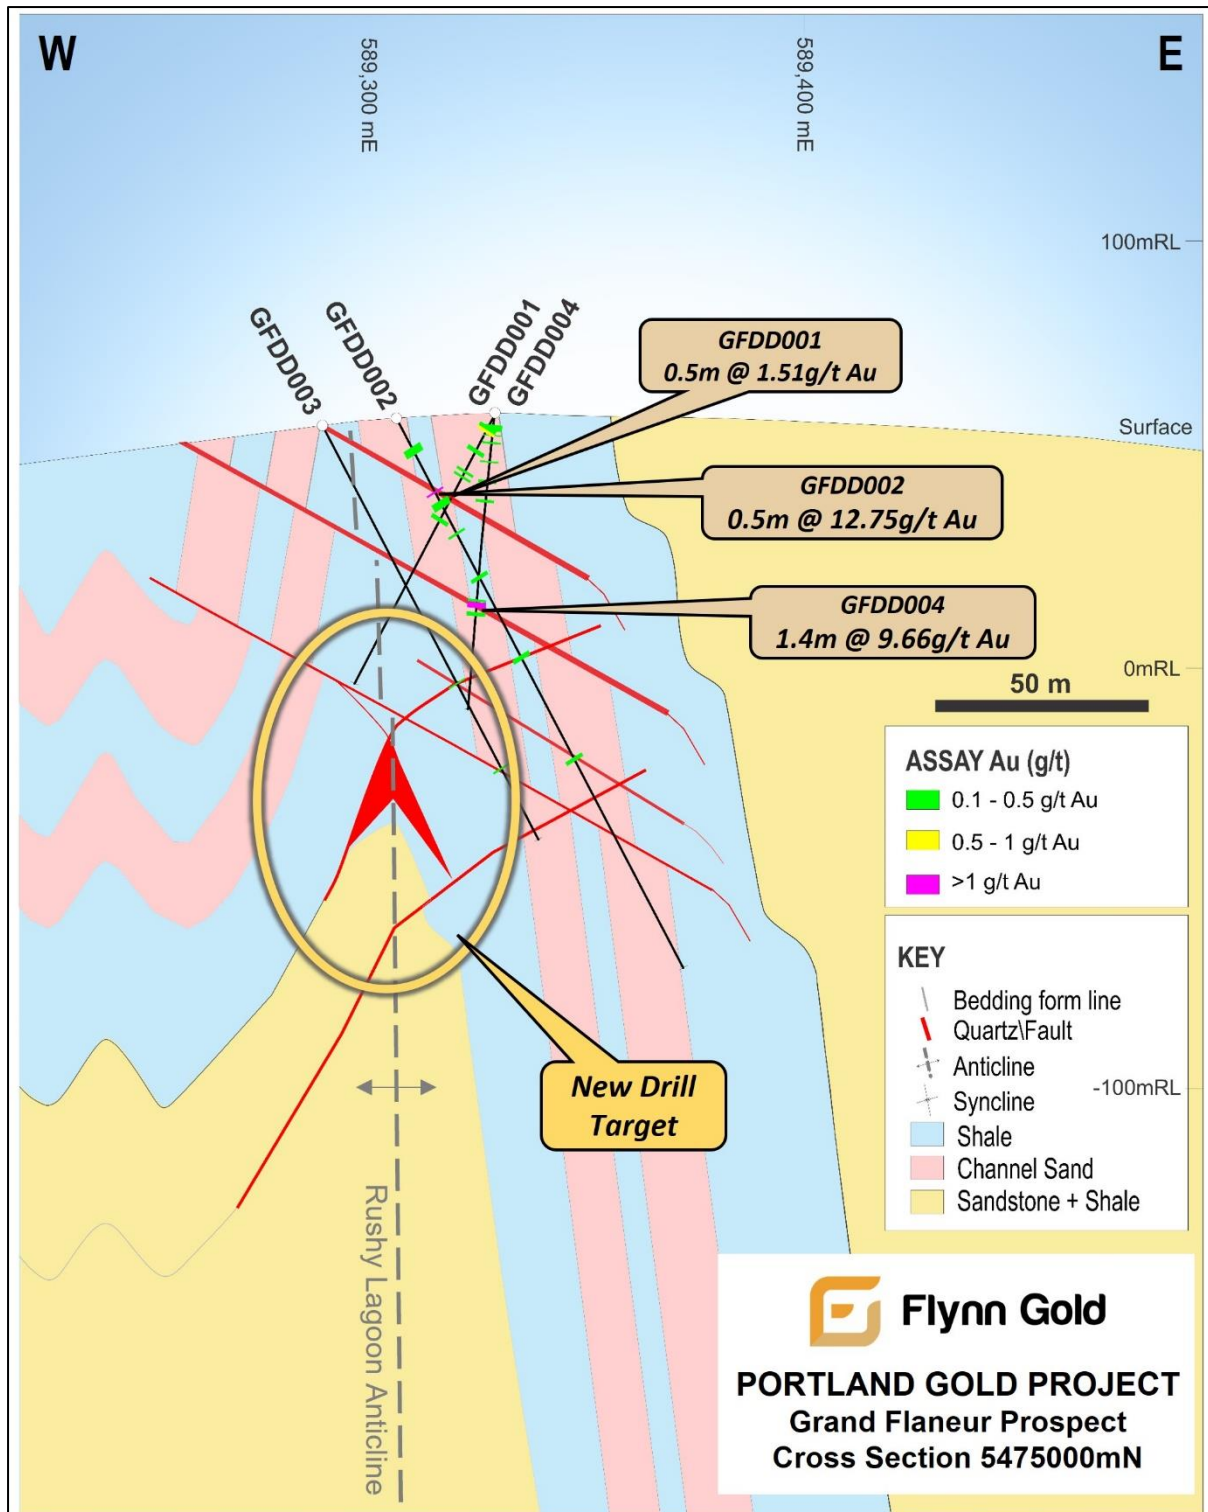 W
E
589,300 mE
589,400 mE
100mRL
GFDD003
GFDD002
GFDD001
GFDD004
GFDD001
0.5m @ 1.51g/t Au
Surface
GFDD002
0.5m @ 12.75g/t Au
GFDD004
1.4m @ 9.66g/t Au
0mRL
50 m
ASSAY Au (g/t)
0.1 - 0.5 g/t Au
0.5 - 1 g/t Au
>1 g/t Au
KEY
Bedding form line
Quartz\Fault
Anticline
Syncline
Shale
Channel Sand
Sandstone + Shale
-100mRL
New Drill
Target
Rushy Lagoon Anticline
Flynn Gold
PORTLAND GOLD PROJECT
Grand Flaneur Prospect
Cross Section 5475000mN